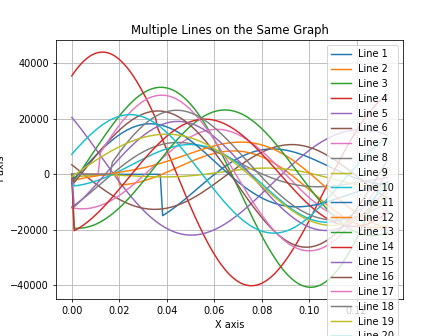 Multiple Lines on the Same Graph
40000
20000
0
−20000
−40000
axis
0.00
0.02
0.04
0.06
0.08
0.10
X axis
Line 1
Line 2
Line 3
Line 4
Line 5
Line 6
Line 7
Line 8
Line 9
Line 10
Line 11
Line 12
Line 13
Line 14
Line 15
Line 16
Line 17
Line 18
Line 19
Line 20